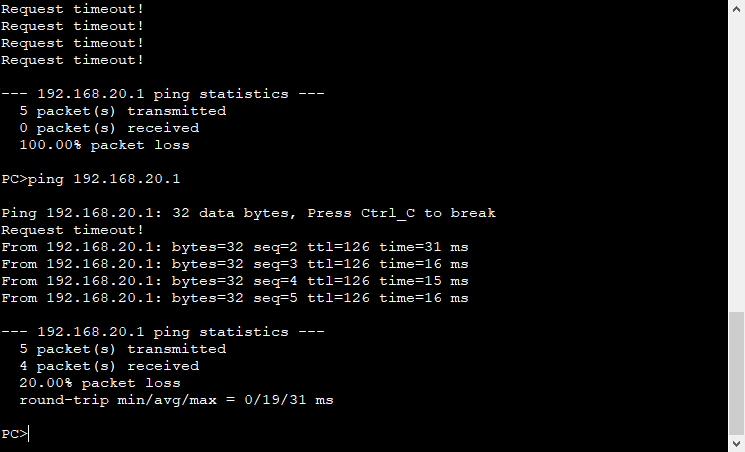 Request timeout!
Request timeout!
Request timeout!
Request timeout!
--- 192.168.20.1 ping statistics ---
  5 packet(s) transmitted
  0 packet(s) received
  100.00% packet loss
PC>ping 192.168.20.1
Ping 192.168.20.1: 32 data bytes, Press Ctrl_C to break
Request timeout!
From 192.168.20.1: bytes=32 seq=2 ttl=126 time=31 ms
From 192.168.20.1: bytes=32 seq=3 ttl=126 time=16 ms
From 192.168.20.1: bytes=32 seq=4 ttl=126 time=15 ms
From 192.168.20.1: bytes=32 seq=5 ttl=126 time=16 ms
--- 192.168.20.1 ping statistics ---
  5 packet(s) transmitted
  4 packet(s) received
  20.00% packet loss
  round-trip min/avg/max = 0/19/31 ms
PC>